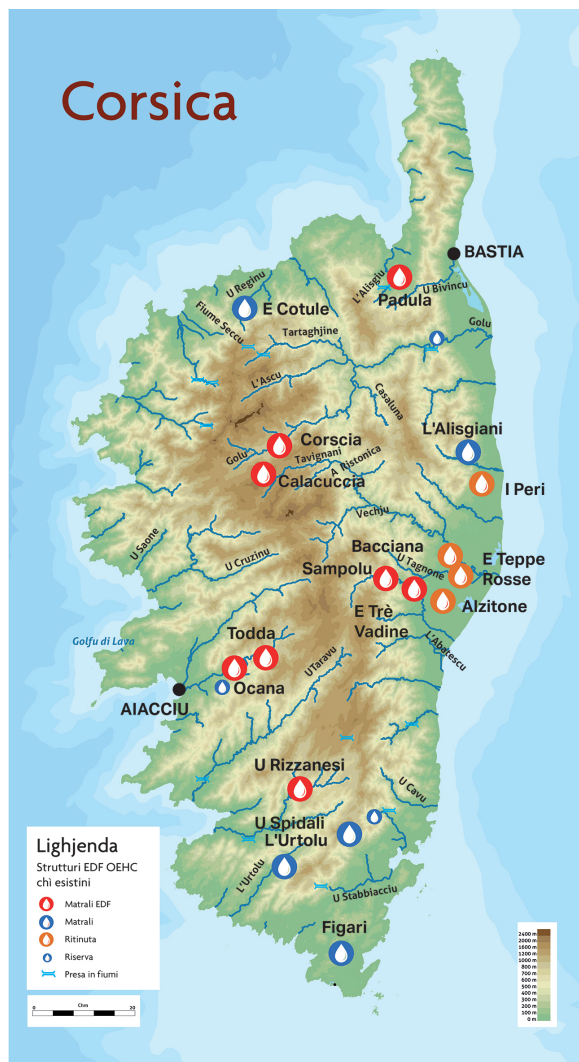 Corsica
BASTIA
L'Alisgiu
U Bivincu
Padula
U Reginu
E Cotule
Fiume Seccu
Tartaghjine
Golu
L'Ascu
Casaluna
L'Alisgiani
Corscia
Golu
Tavignani
A Ristonica
Calacuccia
I Peri
Vechju
U Saone
Bacciana
U Tagnone
E Teppe
Rosse
U Cruzinu
Sampolu
Alzitone
E Trè
Vadine
L'Abatescu
Todda
Golfu di Lava
UTaravu
Ocana
AIACCIU
U Rizzanesi
U Cavu
U Spidali
L'Urtolu
L'Urtolu
U Stabbiacciu
Figari
Lighjenda
Strutturi EDF OEHC
chì esistini
Matrali EDF
Matrali
Ritinuta
Riserva
Presa in fiumi
0 Chm 20
2400 m
2200 m
2000 m
1800 m
1600 m
1400 m
1200 m
1000 m
900 m
800 m
700 m
600 m
500 m
400 m
300 m
200 m
100 m
0 m